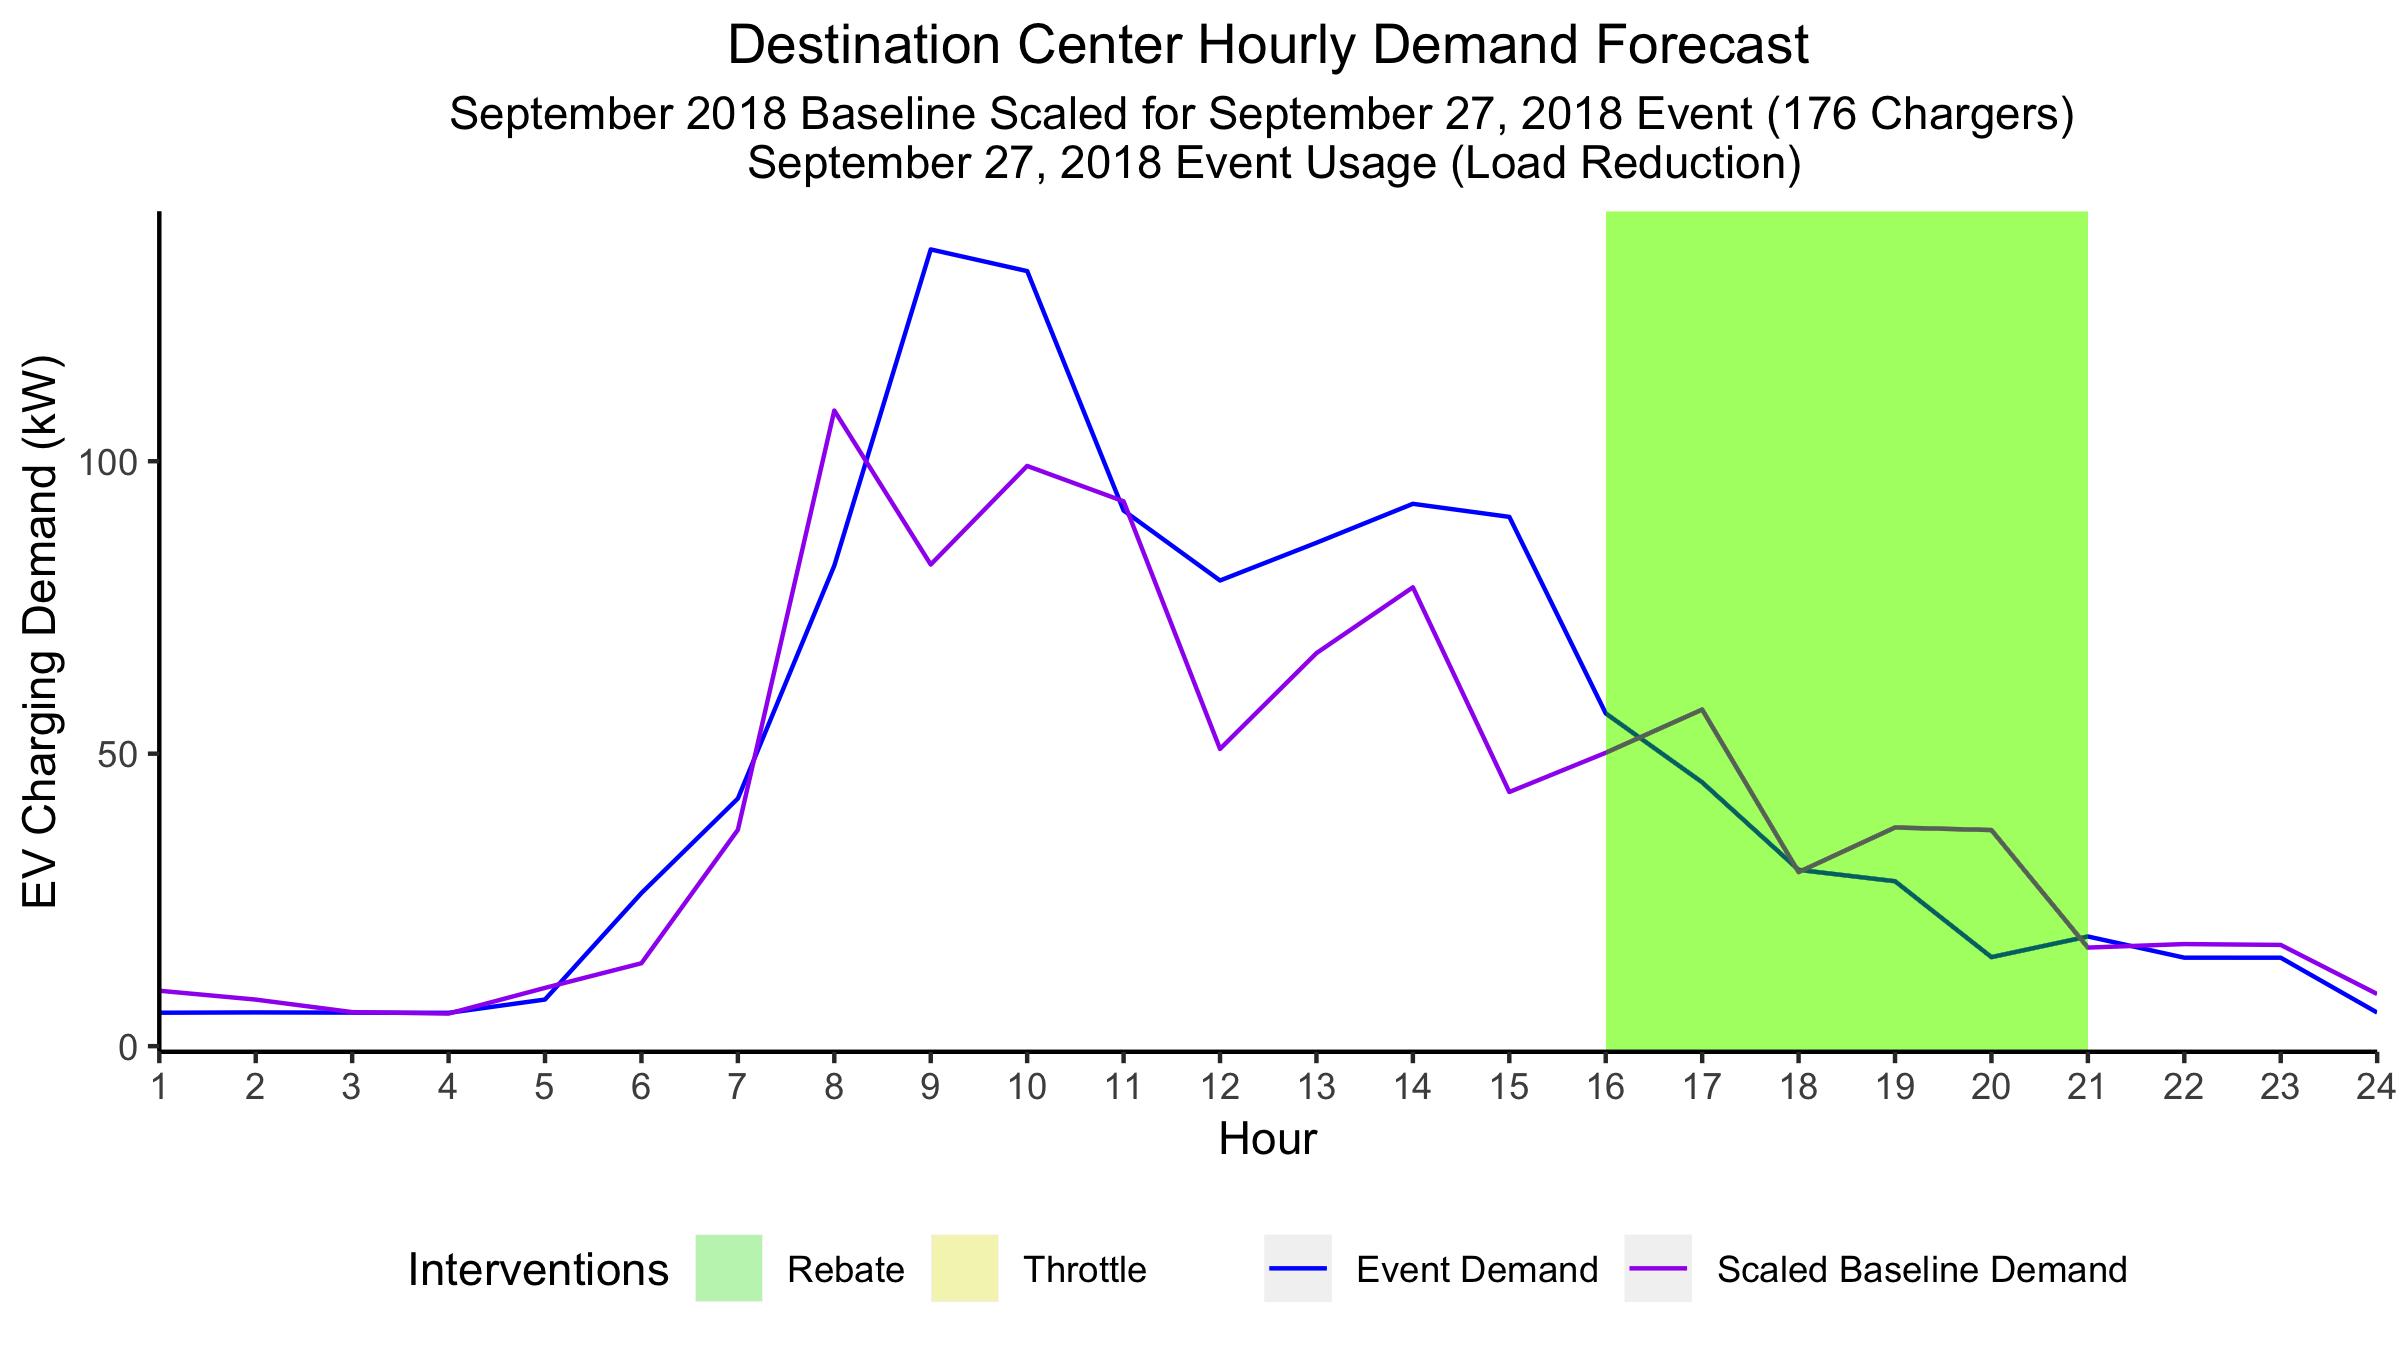 Destination Center Hourly Demand Forecast
September 2018 Baseline Scaled for September 27, 2018 Event (176 Chargers)
September 27, 2018 Event Usage (Load Reduction)
EV Charging Demand (kW)
100
50
0
1 2 3 4 5 6 7 8 9 10 11 12 13 14 15 16 17 18 19 20 21 22 23 24
Hour
Interventions Rebate Throttle Event Demand Scaled Baseline Demand